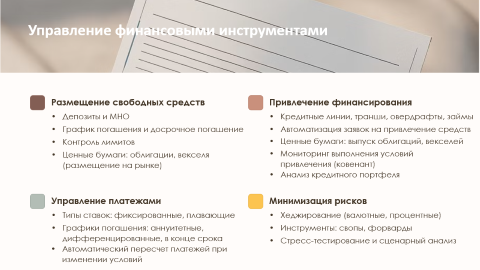 Управление финансовыми инструментами
Размещение свободных средств
• Депозиты и МНО
• График погашения и досрочное погашение
• Контроль лимитов
• Ценные бумаги: облигации, векселя
(размещение на рынке)
Привлечение финансирования
• Кредитные линии, транши, овердрафты, займы
• Автоматизация заявок на привлечение средств
• Ценные бумаги: выпуск облигаций, векселей
• Мониторинг выполнения условий
привлечения (ковенант)
• Анализ кредитного портфеля
Управление платежами
• Типы ставок: фиксированные, плавающие
• Графики погашения: аннуитетные,
дифференцированные, в конце срока
• Автоматический пересчет платежей при
изменении условий
Минимизация рисков
• Хеджирование (валютные, процентные)
• Инструменты: свопы, форварды
• Стресс-тестирование и сценарный анализ